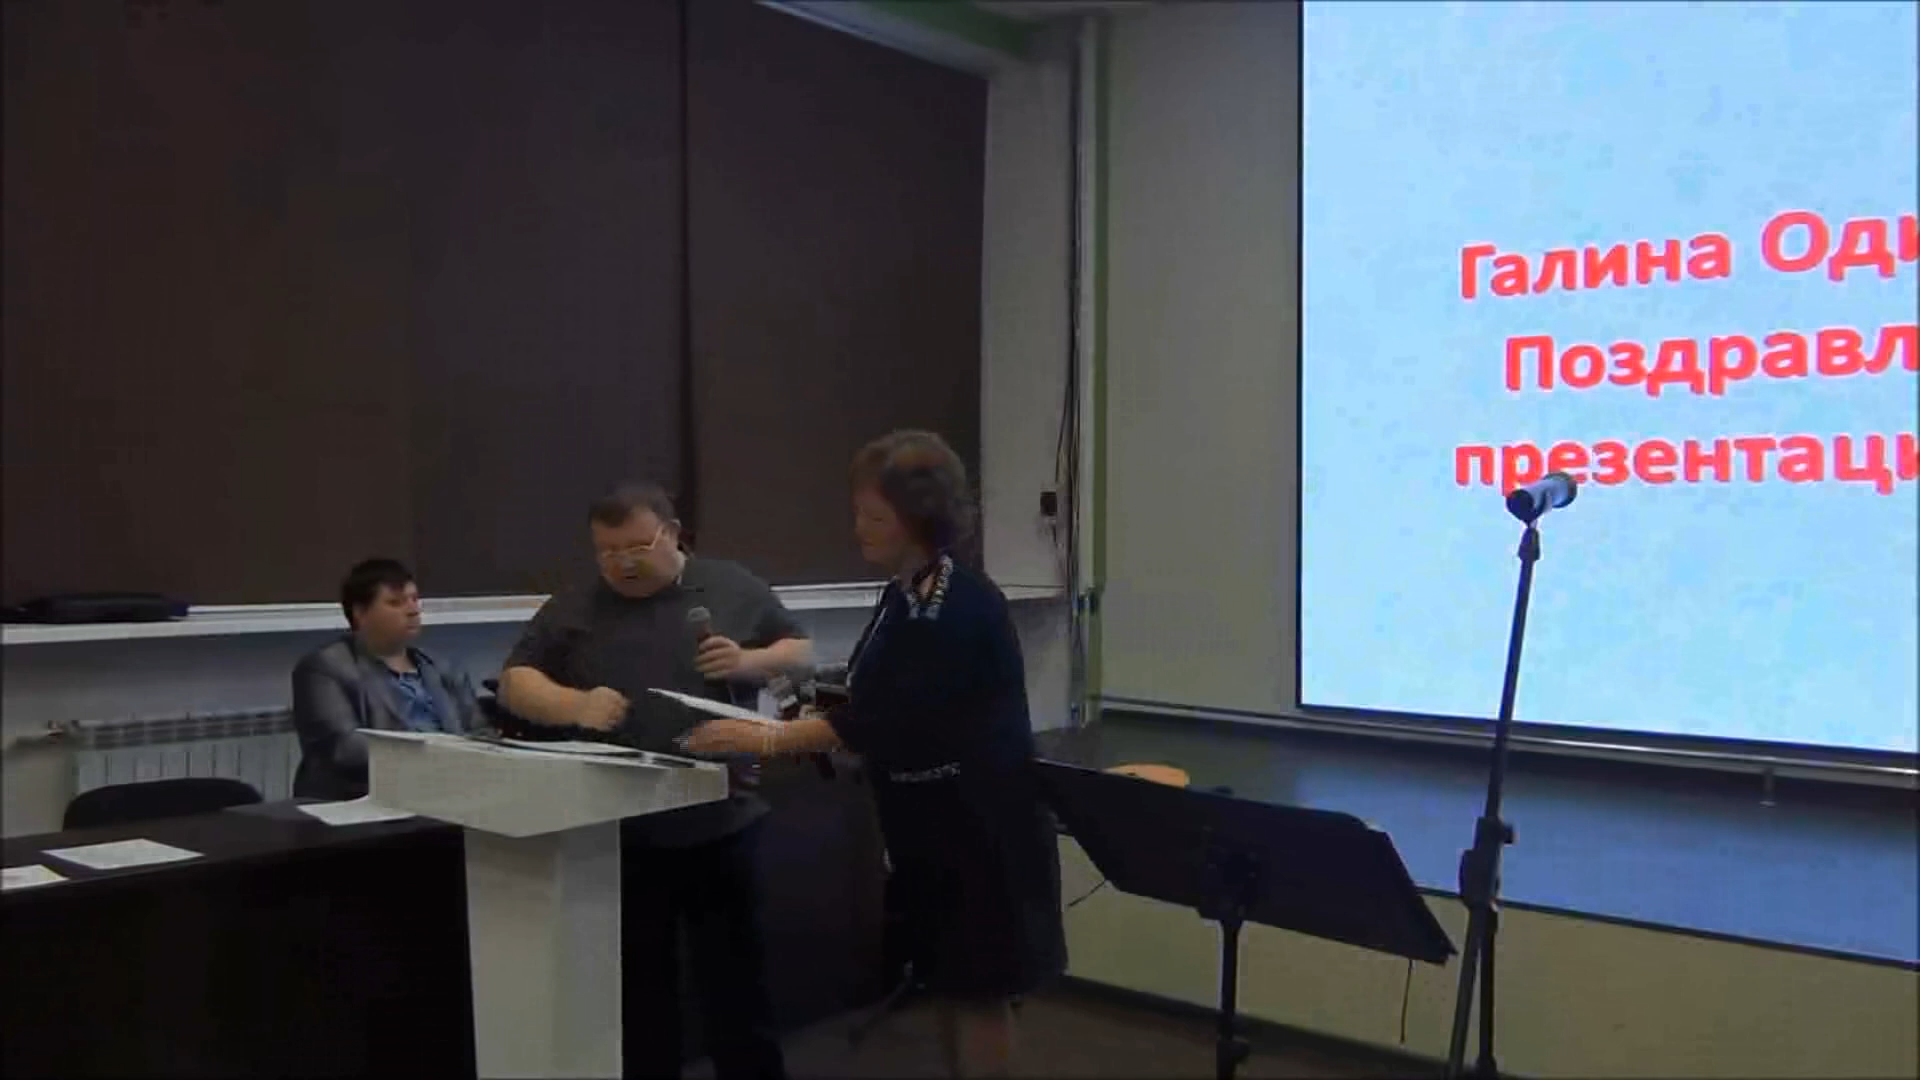 Галина Оди
Поздравл
презентаци